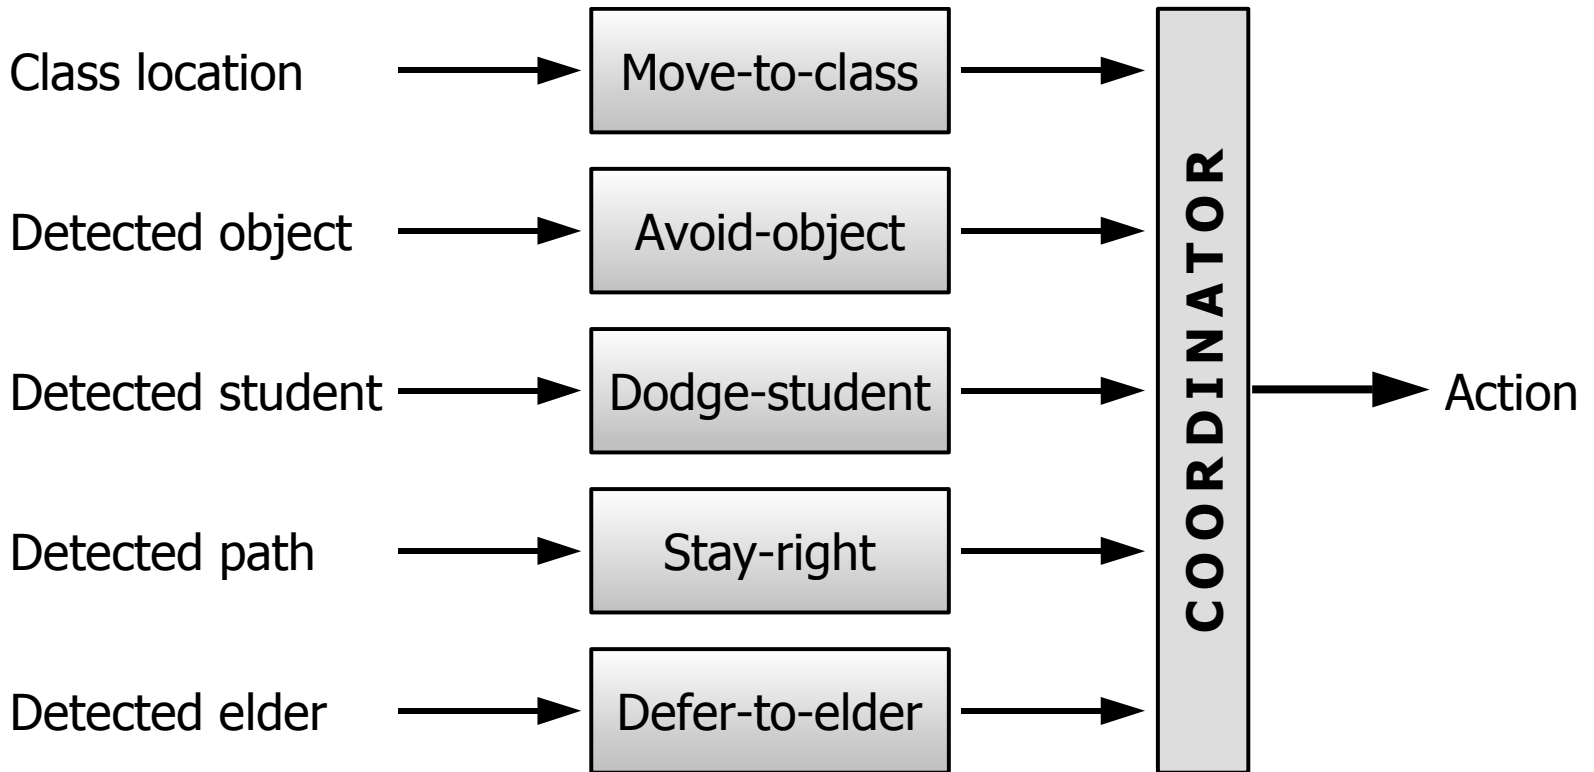 Class location
Move-to-class
Detected object
Avoid-object
Detected student
Dodge-student
Detected path
Stay-right
Detected elder
Defer-to-elder
COORDINATOR
Action